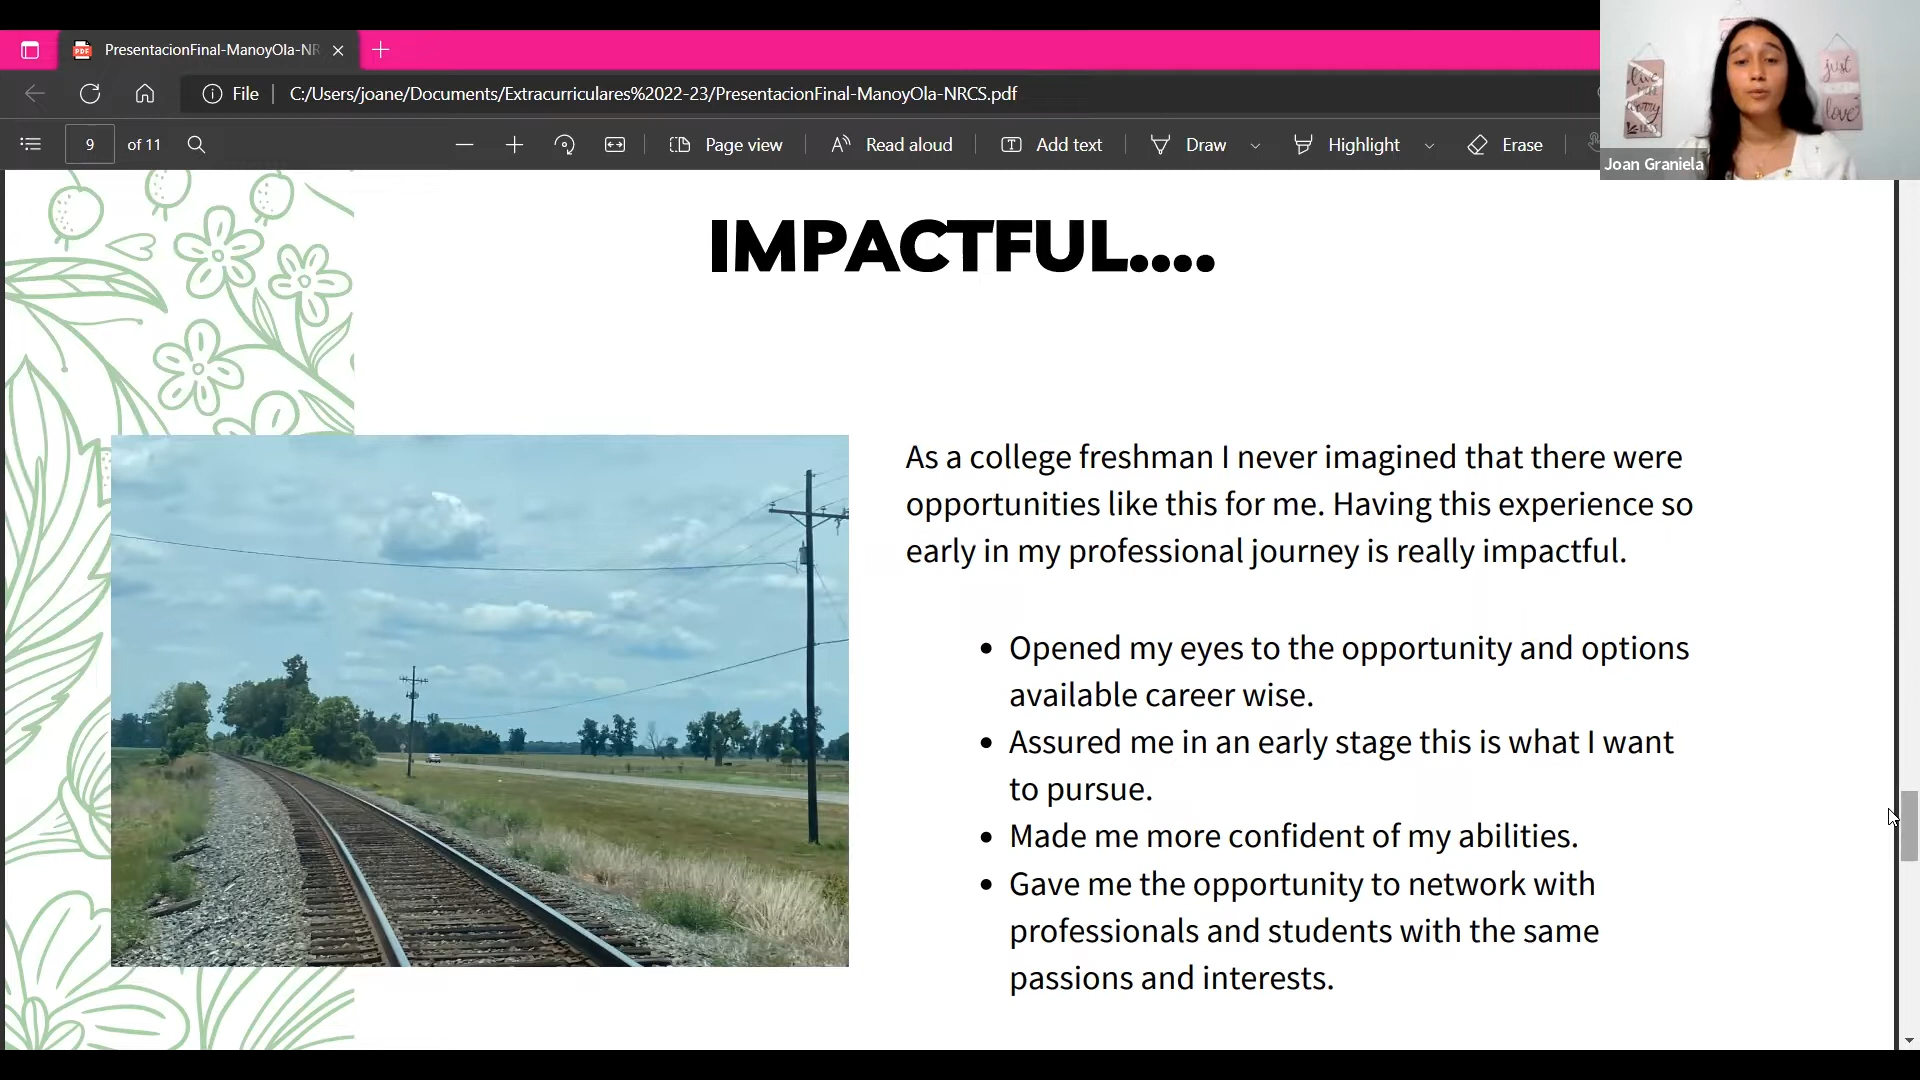 PresentacionFinal-ManoyOla-NR
File
C:/Users/joane/Documents/Extracurriculares%2022-23/PresentacionFinal-ManoyOla-NRCS.pdf
9 of 11
Page view
Read aloud
Add text
Draw
Highlight
Erase
just
love
Joan Graniela
IMPACTFUL....
As a college freshman I never imagined that there were
opportunities like this for me. Having this experience so
early in my professional journey is really impactful.
• Opened my eyes to the opportunity and options
available career wise.
• Assured me in an early stage this is what I want
to pursue.
• Made me more confident of my abilities.
• Gave me the opportunity to network with
professionals and students with the same
passions and interests.